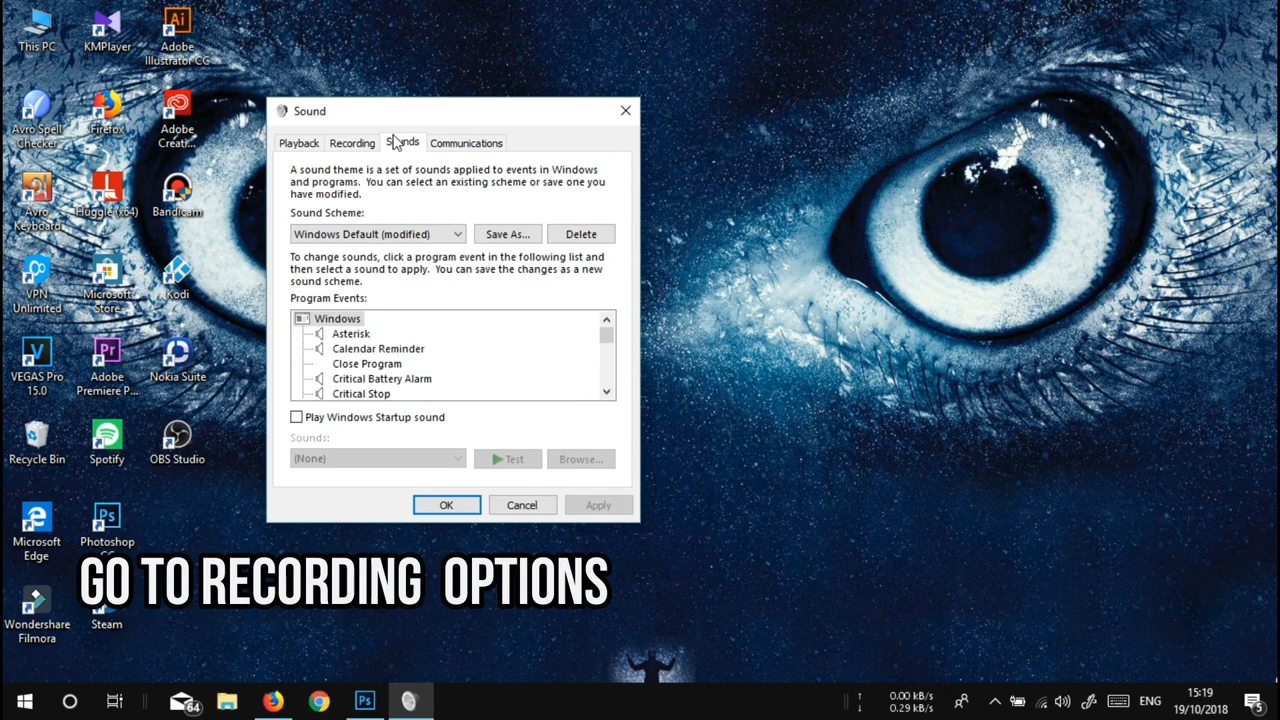 This PC
KMPlayer
Adobe
Illustrator CC
Avro Spell
Checker
Firefox
Adobe
Creati...
Avro
Keyboard
Huggle (x64)
Bandicam
VPN
Unlimited
Microsoft
Store
Kodi
VEGAS Pro
15.0
Adobe
Premiere P...
Nokia Suite
Recycle Bin
Spotify
OBS Studio
Microsoft
Edge
Photoshop
Wondershare
Filmora
Steam
Sound
Playback
Recording
Sounds
Communications
A sound theme is a set of sounds applied to events in Windows
and programs. You can select an existing scheme or save one you
have modified.
Sound Scheme:
Windows Default (modified)
Save As...
Delete
To change sounds, click a program event in the following list and
then select a sound to apply. You can save the changes as a new
sound scheme.
Program Events:
Windows
Asterisk
Calendar Reminder
Close Program
Critical Battery Alarm
Critical Stop
Play Windows Startup sound
Sounds:
(None)
Test
Browse...
OK
Cancel
Apply
GO TO RECORDING OPTIONS
64
Ps
0.00 kB/s
0.29 kB/s
ENG
15:19
19/10/2018
5